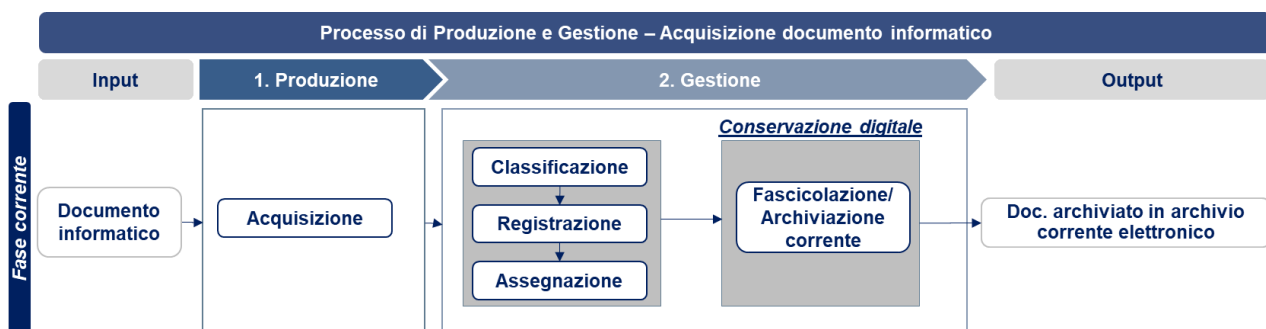 Processo di Produzione e Gestione – Acquisizione documento informatico
Input
1. Produzione
2. Gestione
Output
Fase corrente
Documento
informatico
Acquisizione
Classificazione
Registrazione
Assegnazione
Conservazione digitale
Fascicolazione/
Archiviazione
corrente
Doc. archiviato in archivio
corrente elettronico